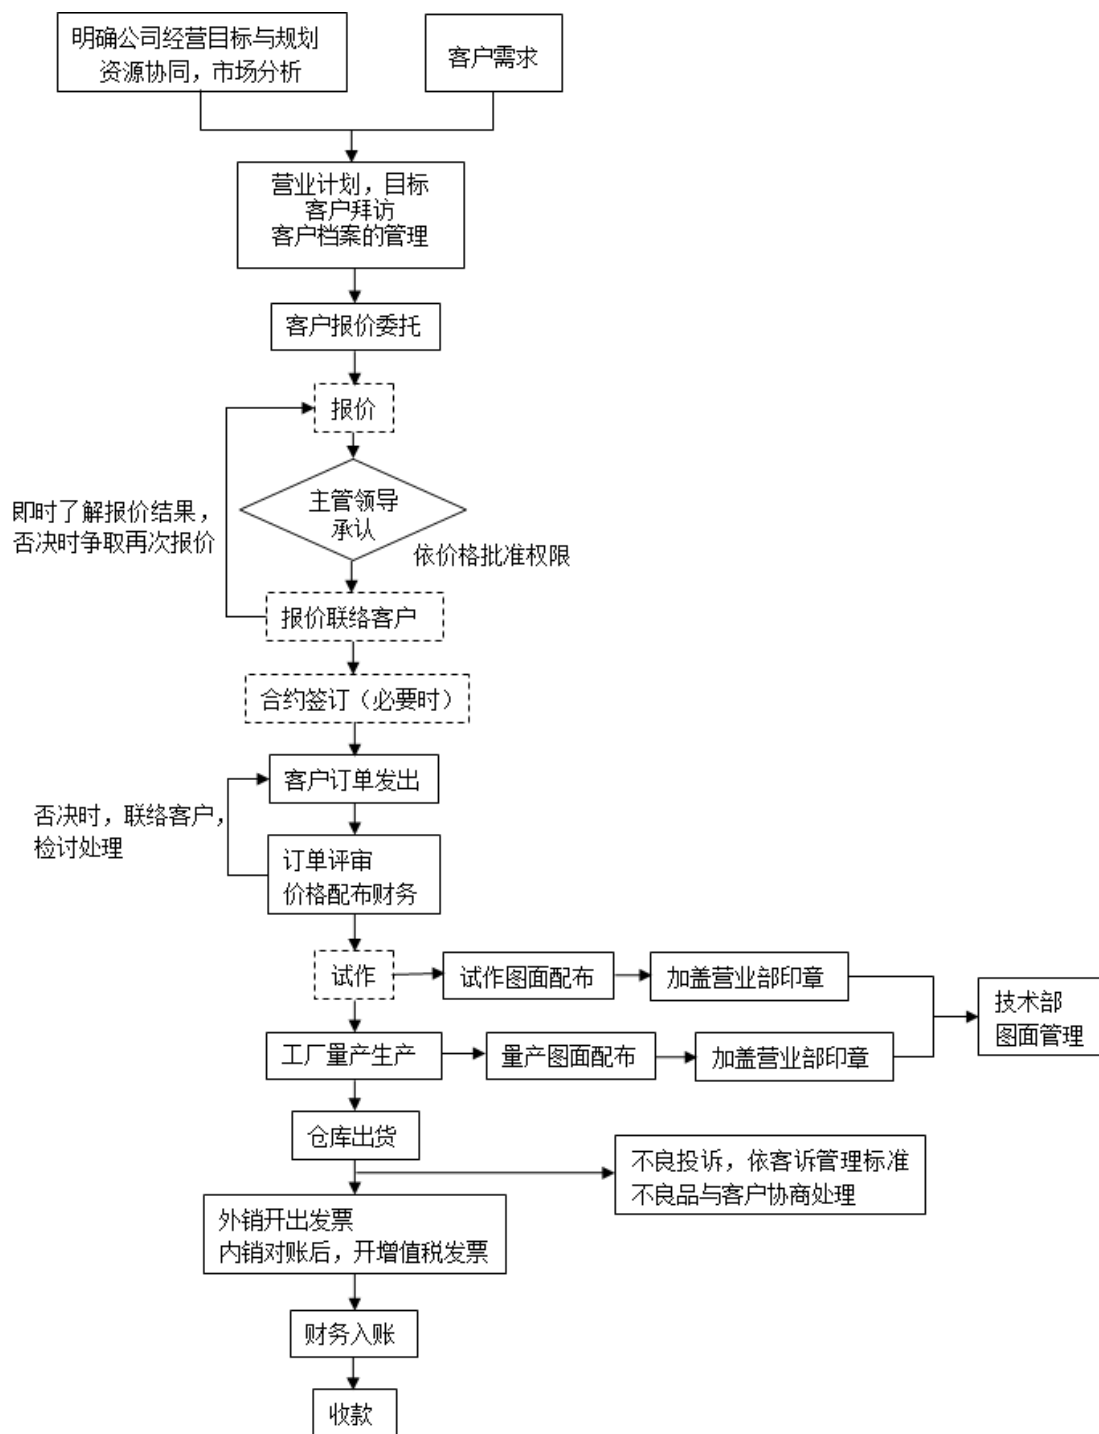 明确公司经营目标与规划
资源协同，市场分析
客户需求
营业计划，目标
客户拜访
客户档案的管理
客户报价委托
报价
主管领导
承认
即时了解报价结果，
否决时争取再次报价
依价格批准权限
报价联络客户
合约签订（必要时）
客户订单发出
否决时，联络客户，
检讨处理
订单评审
价格配布财务
试作
试作图面配布
加盖营业部印章
技术部
图面管理
工厂量产生产
量产图面配布
加盖营业部印章
仓库出货
不良投诉，依客诉管理标准
不良品与客户协商处理
外销开出发票
内销对账后，开增值税发票
财务入账
收款